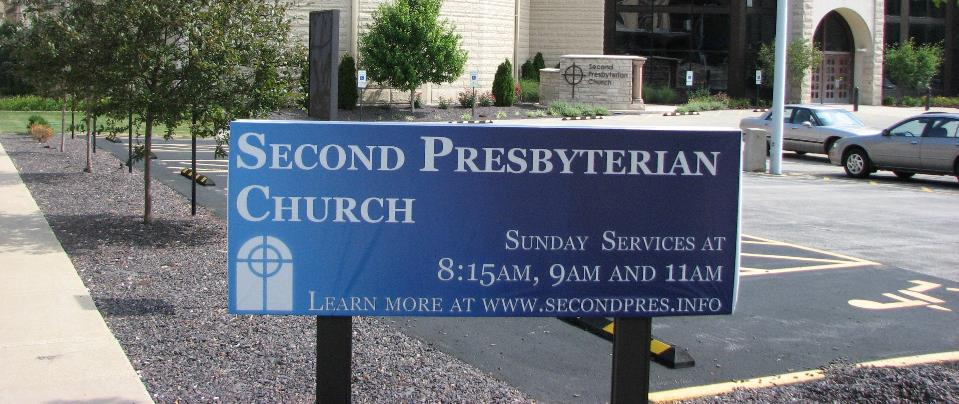 Second
Presbyterian
Church
SECOND PRESBYTERIAN
CHURCH
SUNDAY SERVICES AT
8:15AM, 9AM AND 11AM
LEARN MORE AT WWW.SECONDPRES.INFO